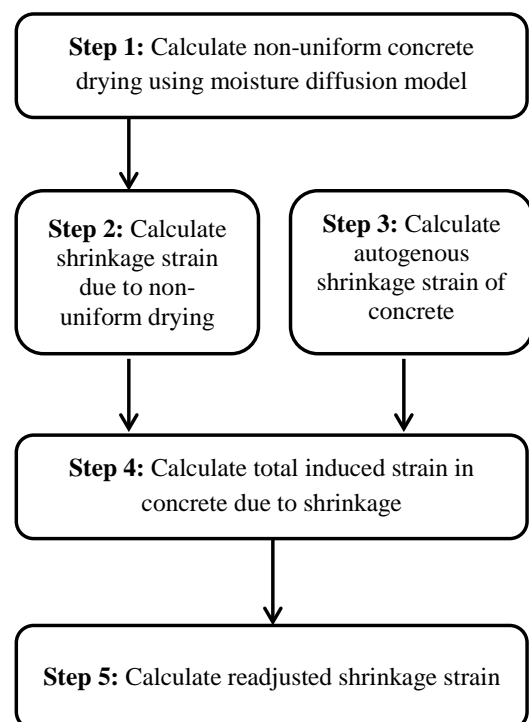 Step 1: Calculate non-uniform concrete
drying using moisture diffusion model
Step 2: Calculate
shrinkage strain
due to non-
uniform drying
Step 3: Calculate
autogenous
shrinkage strain of
concrete
Step 4: Calculate total induced strain in
concrete due to shrinkage
Step 5: Calculate readjusted shrinkage strain